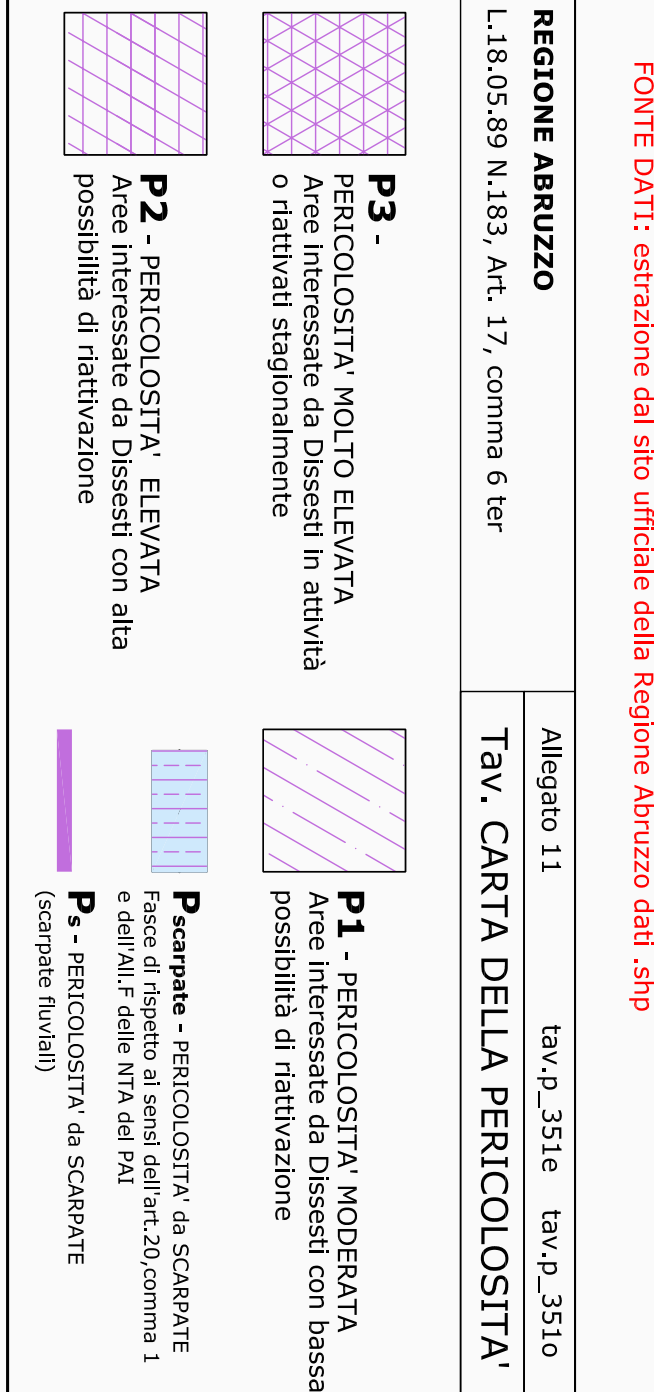 FONTE DATI: estrazione dal sito ufficiale della Regione Abruzzo dati .shp
REGIONE ABRUZZO
L.18.05.89 N.183, Art. 17, comma 6 ter
Allegato 11 tav.p_351e tav.p_351o
Tav. CARTA DELLA PERICOLOSITA'
P3 -
PERICOLOSITA' MOLTO ELEVATA
Aree interessate da Dissesti in attività
o riattivati stagionalmente
P2 - PERICOLOSITA' ELEVATA
Aree interessate da Dissesti con alta
possibilità di riattivazione
P1 - PERICOLOSITA' MODERATA
Aree interessate da Dissesti con bassa
possibilità di riattivazione
Pscarpate - PERICOLOSITA' da SCARPATE
Fasce di rispetto ai sensi dell'art.20,comma 1
e dell'All.F delle NTA del PAI
Ps - PERICOLOSITA' da SCARPATE
(scarpate fluviali)